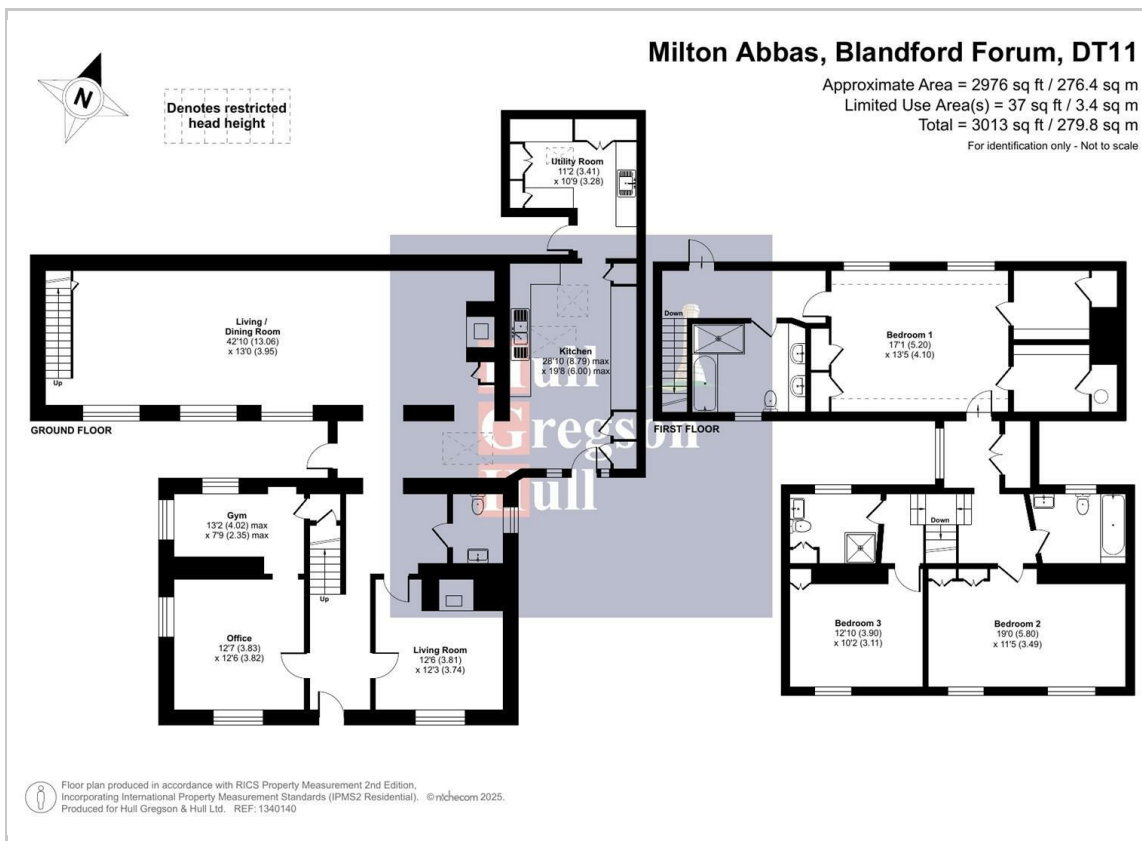 Milton Abbas, Blandford Forum, DT11
Approximate Area = 2976 sq ft / 276.4 sq m
Limited Use Area(s) = 37 sq ft / 3.4 sq m
Total = 3013 sq ft / 279.8 sq m
For identification only - Not to scale
N
Denotes restricted
head height
Utility Room
11'2 (3.41)
x 10'9 (3.28)
Living /
Dining Room
42'10 (13.06)
x 13'0 (3.95)
Up
Kitchen
28'10 (8.79) max
x 19'8 (6.00) max
Down
Bedroom 1
17'1 (5.20)
x 13'5 (4.10)
GROUND FLOOR
FIRST FLOOR
Hull
Gregson
Hull
Gym
13'2 (4.02) max
x 7'9 (2.35) max
Up
Down
Office
12'7 (3.83)
x 12'6 (3.82)
Living Room
12'6 (3.81)
x 12'3 (3.74)
Bedroom 3
12'10 (3.90)
x 10'2 (3.11)
Bedroom 2
19'0 (5.80)
x 11'5 (3.49)
Floor plan produced in accordance with RICS Property Measurement 2nd Edition,
Incorporating International Property Measurement Standards (IPMS2 Residential). ©nichecom 2025.
Produced for Hull Gregson & Hull Ltd. REF: 1340140